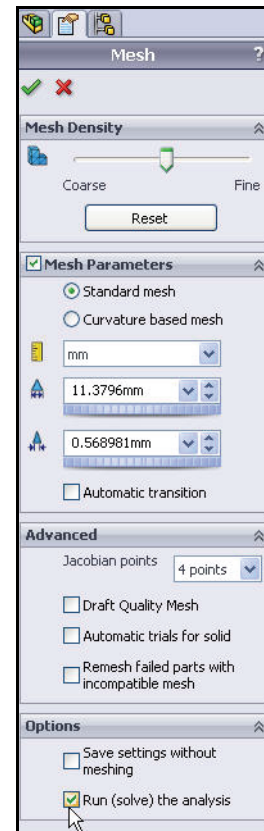 Mesh ?
Mesh Density
Coarse Fine
Reset
Mesh Parameters
Standard mesh
Curvature based mesh
mm
11.3796mm
0.568981mm
Automatic transition
Advanced
Jacobian points 4 points
Draft Quality Mesh
Automatic trials for solid
Remesh failed parts with
incompatible mesh
Options
Save settings without
meshing
Run (solve) the analysis